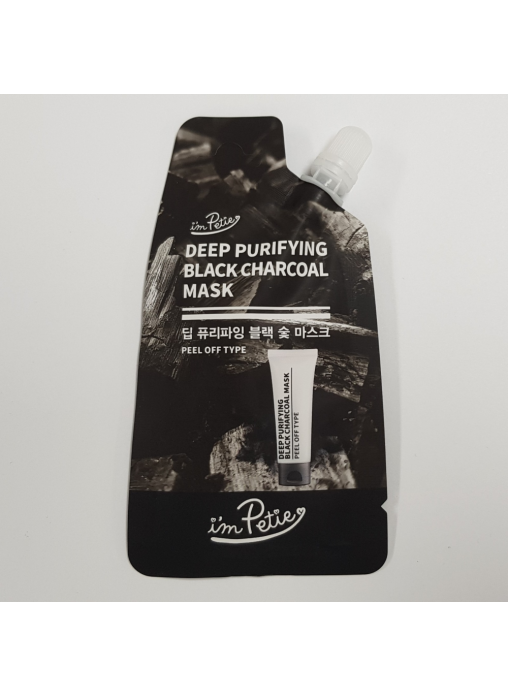 i'm Petie
DEEP PURIFYING
BLACK CHARCOAL
MASK
딥 퓨리파잉 블랙 숯 마스크
PEEL OFF TYPE
DEEP PURIFYING
BLACK CHARCOAL MASK
PEEL OFF TYPE
i'm Petie